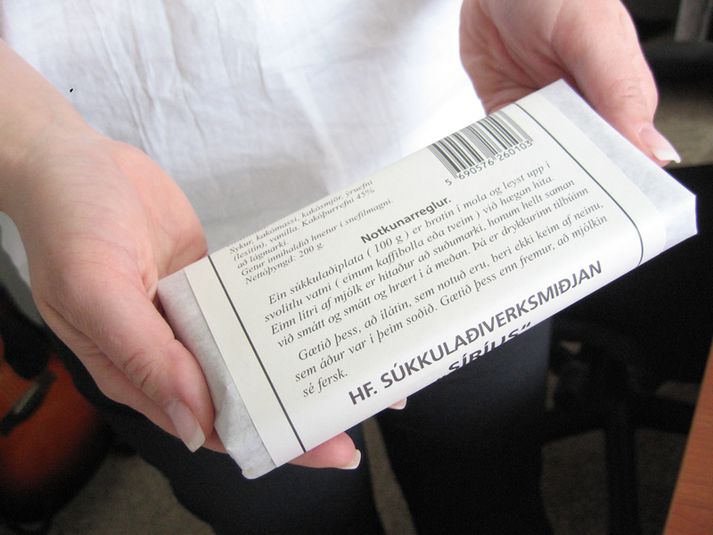 Sykur, kakómassi, kakósmjör, ýruefni
(lesitín), vanilla. Kakóþurrefni 45%
að lágmarki.
Getur innihaldið hnetur í snefilmagni.
Nettóþyngd: 200 g
5 690576 260103
Notkunarreglur.
Ein súkkulaðiplata ( 100 g ) er brotin í mola og leyst upp í
svolitlu vatni ( einum kaffibolla eða tveim ) við hægan hita.
Einn lítri af mjólk er hitaður að suðumarki, honum hellt saman
við smátt og smátt og hrært í á meðan. Þá er drykkurinn tilbúinn
Gætið þess, að ílátin, sem notuð eru, beri ekki keim af neinu,
sem áður var í þeim soðið. Gætið þess enn fremur, að mjólkin
sé fersk.
HF. SÚKKULAÐIVERKSMIÐJAN
SÍRÍUS"